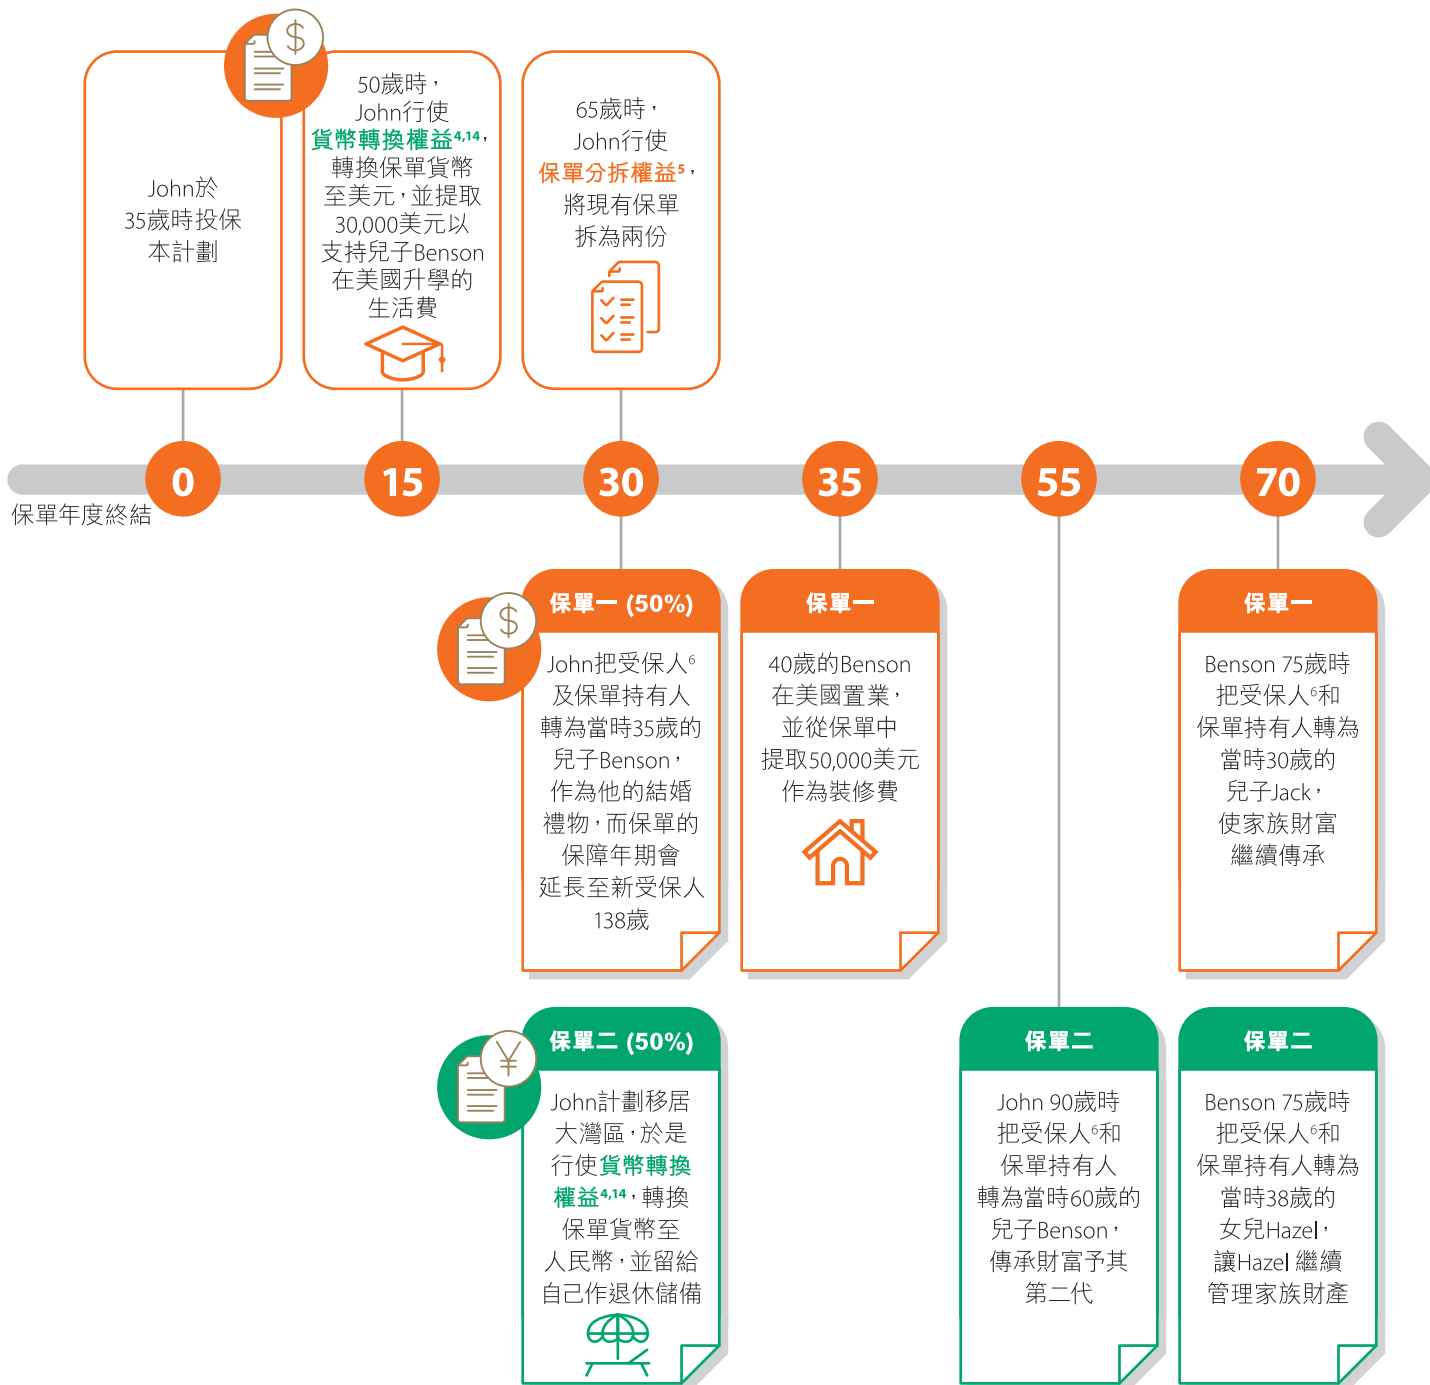 $
John於
35歲時投保
本計劃
50歲時，
John行使
貨幣轉換權益4,14，
轉換保單貨幣
至美元，並提取
30,000美元以
支持兒子Benson
在美國升學的
生活費
65歲時，
John行使
保單分拆權益5，
將現有保單
拆為兩份
0
15
30
35
55
70
保單年度終結
$
保單一 (50%)
John把受保人6
及保單持有人
轉為當時35歲的
兒子Benson，
作為他的結婚
禮物，而保單的
保障年期會
延長至新受保人
138歲
保單一
40歲的Benson
在美國置業，
並從保單中
提取50,000美元
作為裝修費
保單一
Benson 75歲時
把受保人6和
保單持有人轉為
當時30歲的
兒子Jack，
使家族財富
繼續傳承
¥
保單二 (50%)
John計劃移居
大灣區，於是
行使貨幣轉換
權益4,14，轉換
保單貨幣至
人民幣，並留給
自己作退休儲備
保單二
John 90歲時
把受保人6和
保單持有人
轉為當時60歲的
兒子Benson，
傳承財富予其
第二代
保單二
Benson 75歲時
把受保人6和
保單持有人轉為
當時38歲的
女兒Hazel，
讓Hazel 繼續
管理家族財產